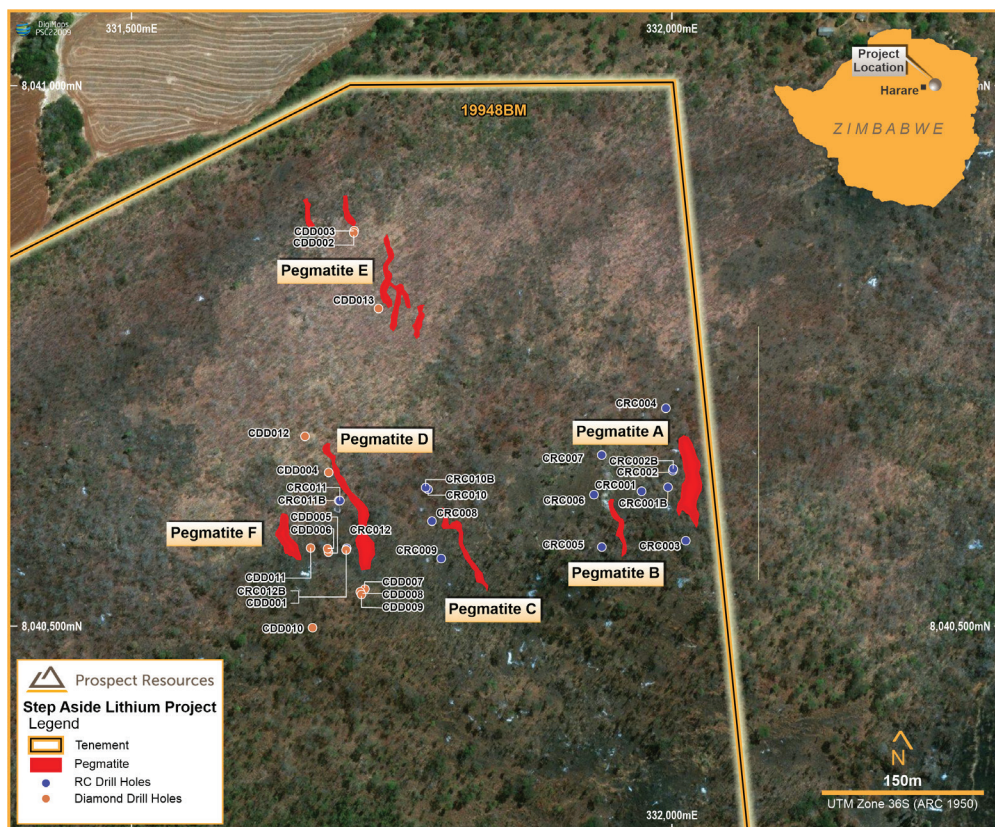 DigiMaps
PSC22009
331,500mE
332,000mE
8,041,000mN
19948BM
Project
Location
Harare
ZIMBABWE
CDD003
CDD002
Pegmatite E
CDD013
CRC004
Pegmatite A
CDD012
Pegmatite D
CRC007
CRC002B
CRC002
CDD004
CRC011
CRC011B
CRC010B
CRC010
CRC001
CRC006
CRC001B
CDD005
CDD006
CRC008
CRC012
Pegmatite F
CRC009
CRC005
CRC003
Pegmatite B
CDD011
CRC012B
CDD001
CDD007
CDD008
CDD009
Pegmatite C
CDD010
8,040,500mN
8,040,500mN
Prospect Resources
Step Aside Lithium Project
Legend
Tenement
Pegmatite
RC Drill Holes
Diamond Drill Holes
N
150m
UTM Zone 36S (ARC 1950)
332,000mE